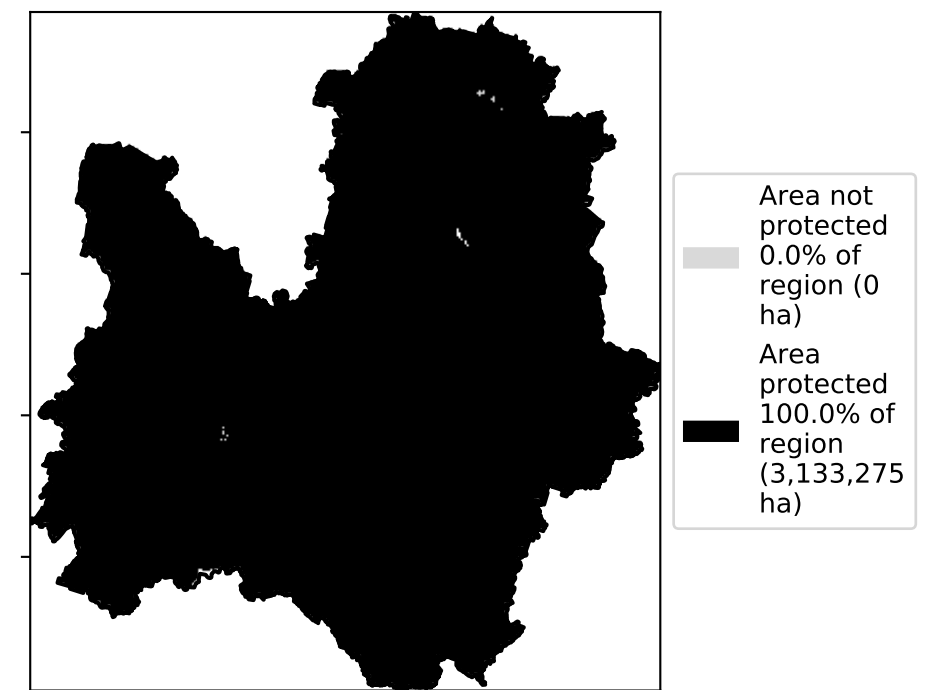 Area not
protected
0.0% of
region (0
ha)
Area
protected
100.0% of
region
(3,133,275
ha)